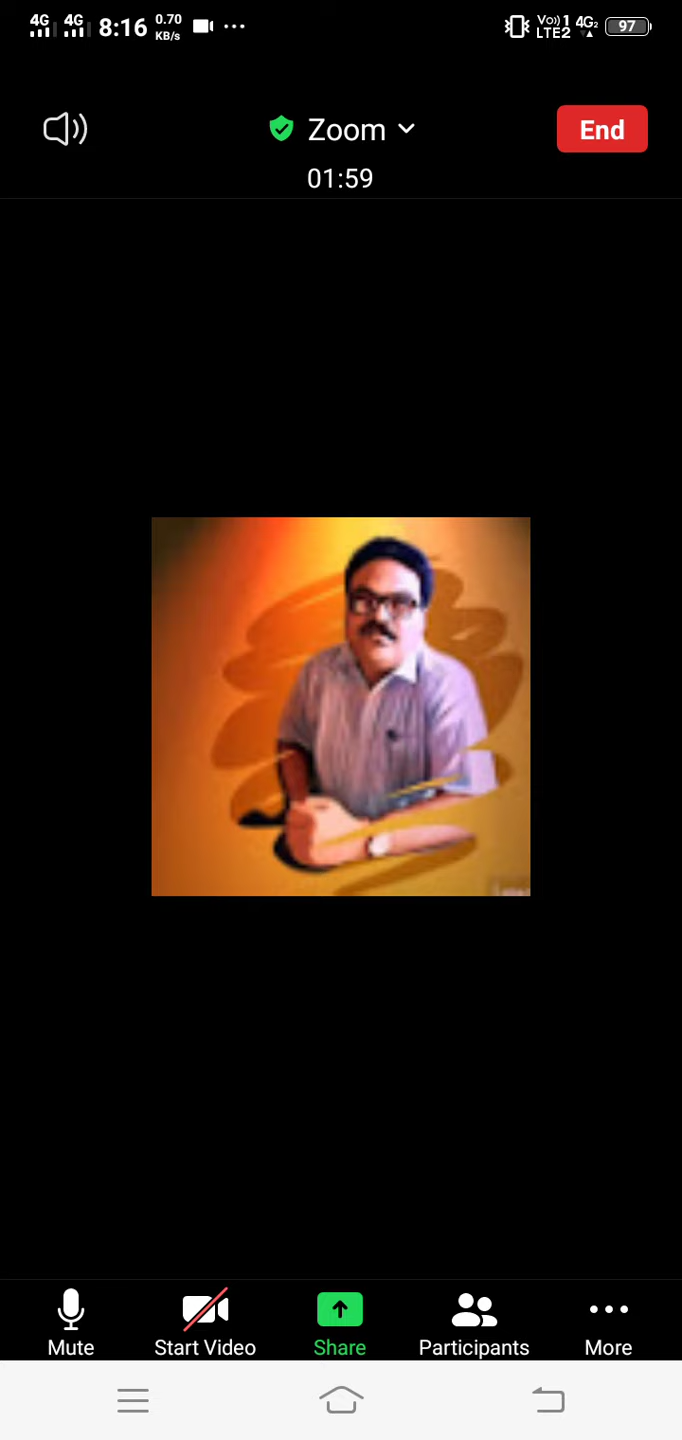 4G 4G 8:16 0.70 KB/s
Vo)) 1 LTE2 4G2 97
Zoom End
01:59
Mute Start Video Share Participants More